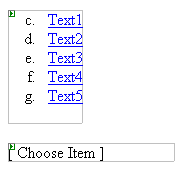 c. Text1
d. Text2
e. Text3
f. Text4
g. Text5
[ Choose Item ]